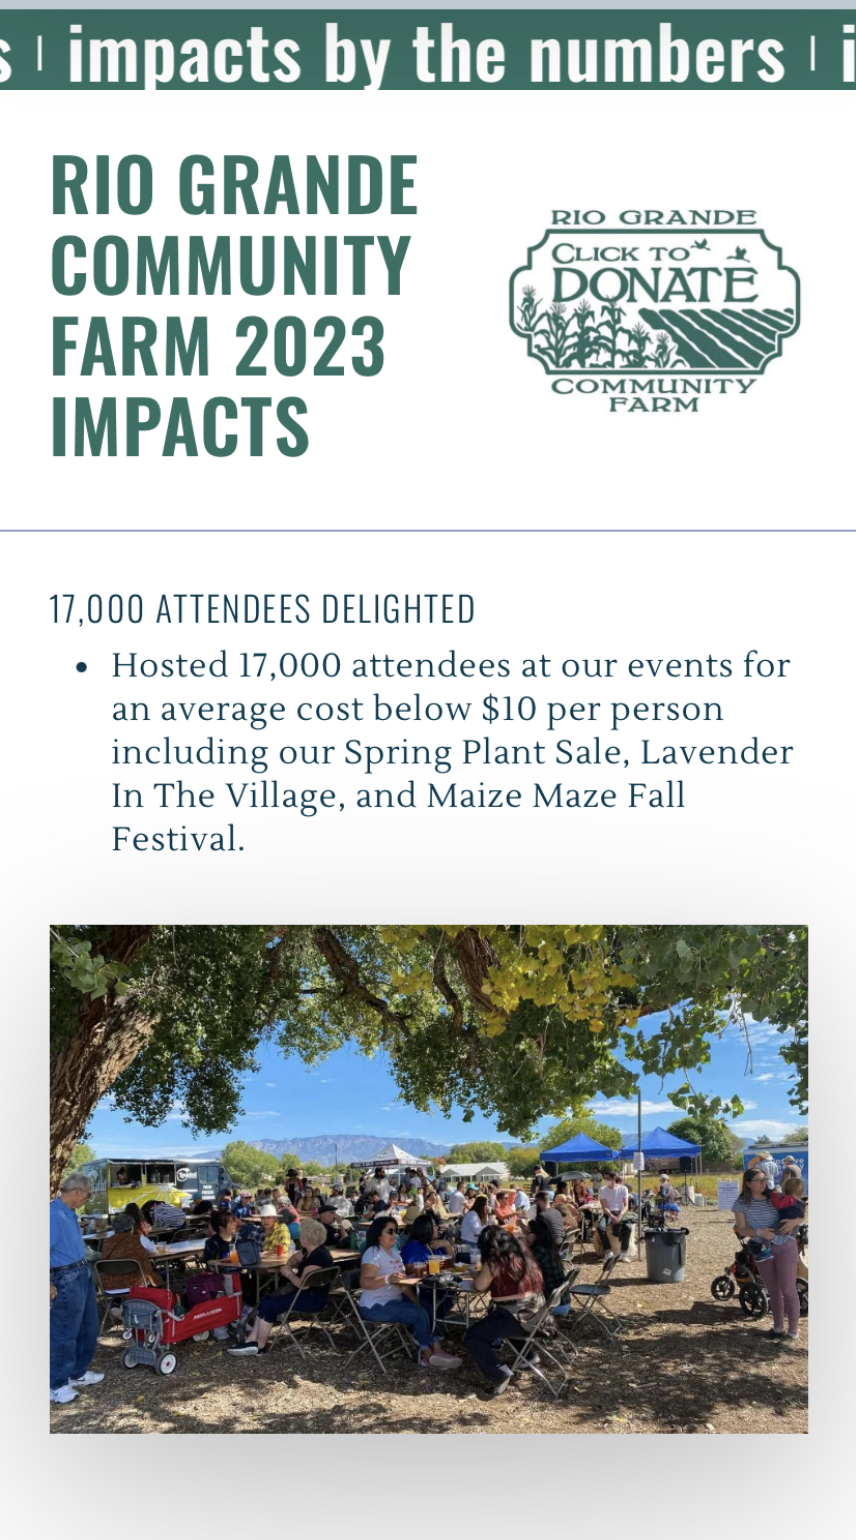 s | impacts by the numbers | i
RIO GRANDE
COMMUNITY
FARM 2023
IMPACTS
RIO GRANDE
CLICK TO
DONATE
COMMUNITY
FARM
17,000 ATTENDEES DELIGHTED
• Hosted 17,000 attendees at our events for
an average cost below $10 per person
including our Spring Plant Sale, Lavender
In The Village, and Maize Maze Fall
Festival.